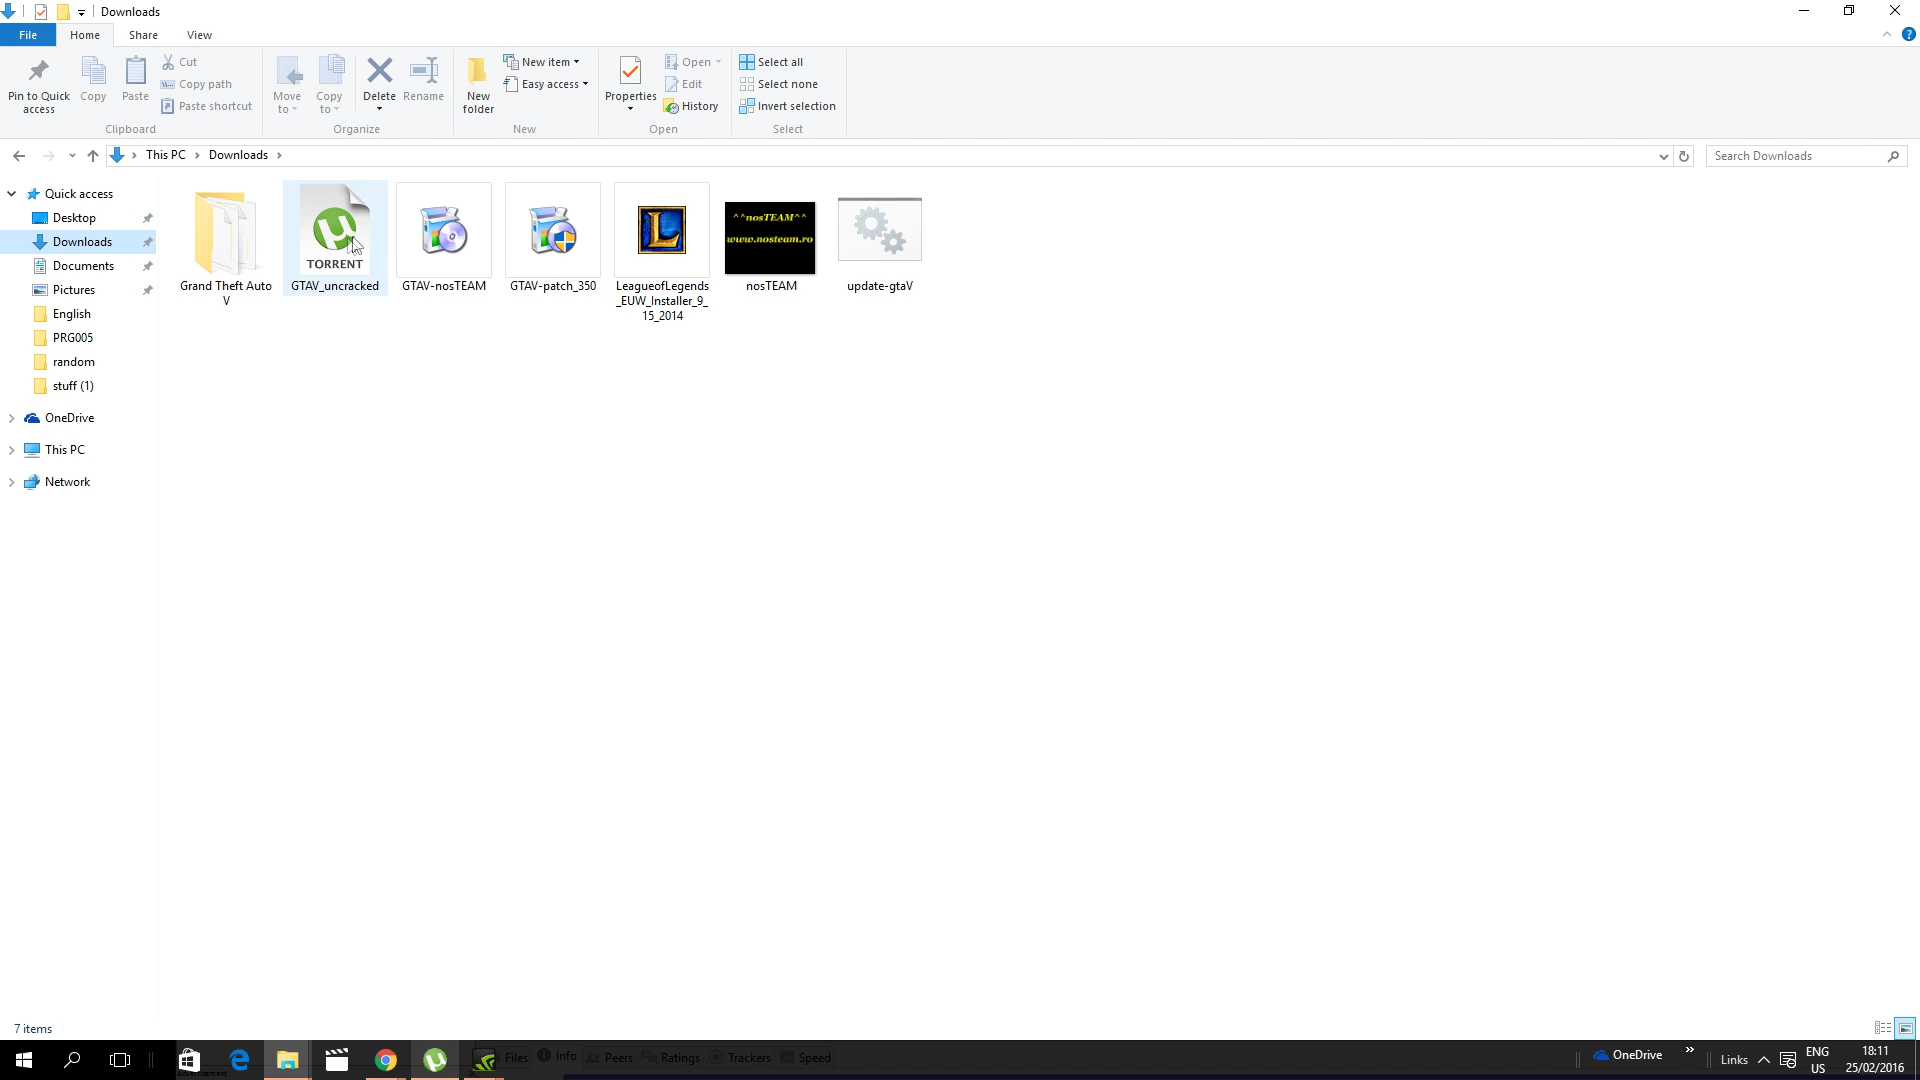 Downloads
File
Home
Share
View
Pin to Quick
access
Copy
Paste
Cut
Copy path
Paste shortcut
Clipboard
Move
to
Copy
to
Delete
Rename
Organize
New
folder
New item
Easy access
New
Properties
Open
Edit
History
Open
Select all
Select none
Invert selection
Select
This PC
Downloads
Search Downloads
Quick access
Desktop
Downloads
Documents
Pictures
English
PRG005
random
stuff (1)
OneDrive
This PC
Network
Grand Theft Auto
V
µ
TORRENT
GTAV_uncracked
GTAV-nosTEAM
GTAV-patch_350
L
LeagueofLegends
_EUW_Installer_9_
15_2014
^^nosTEAM^^
www.nosteam.ro
nosTEAM
update-gtaV
7 items
Advertisement
Files
Info
Peers
Ratings
Trackers
Speed
OneDrive
Links
ENG
US
18:11
25/02/2016